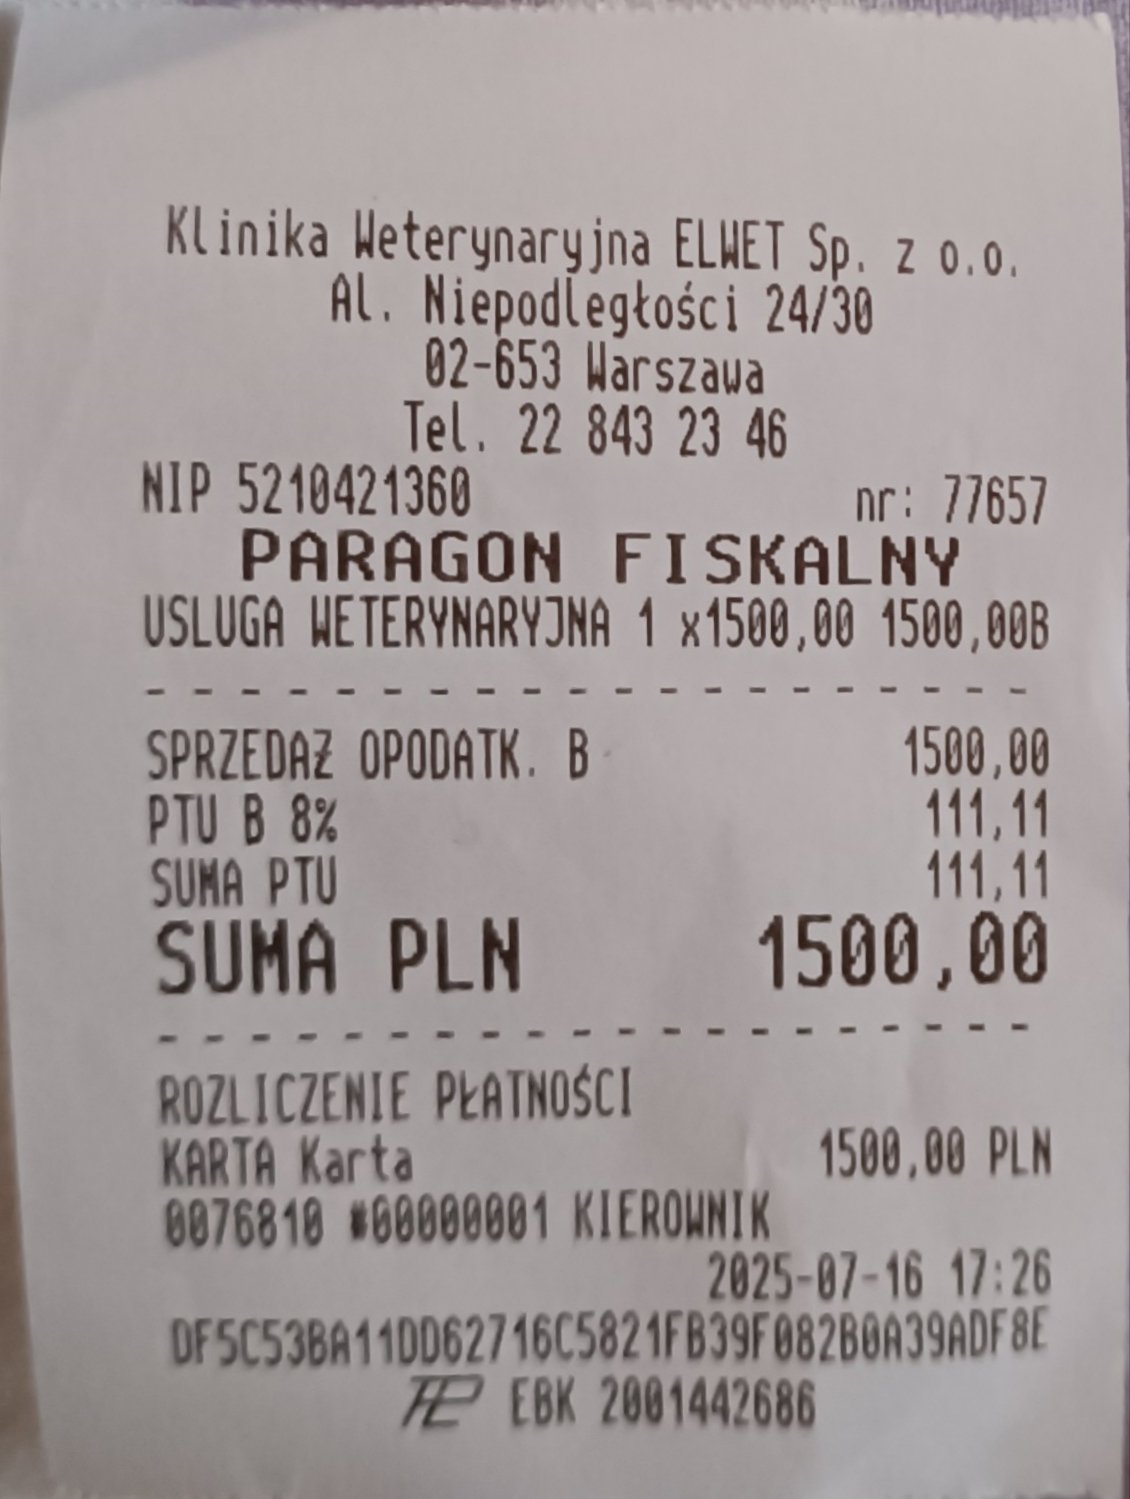 Klinika Weterynaryjna ELWET Sp. z o.o.
Al. Niepodległości 24/30
02-653 Warszawa
Tel. 22 843 23 46
NIP 5210421360 nr: 77657
PARAGON FISKALNY
USLUGA WETERYNARYJNA 1 x1500,00 1500,00B
SPRZEDAŻ OPODATK. B 1500,00
PTU B 8% 111,11
SUMA PTU 111,11
SUMA PLN 1500,00
ROZLICZENIE PŁATNOŚCI
KARTA Karta 1500,00 PLN
0076810 #00000001 KIEROWNIK
2025-07-16 17:26
DF5C53BA11DD62716C5821FB39F082B0A39ADF8E
EBK 2001442686